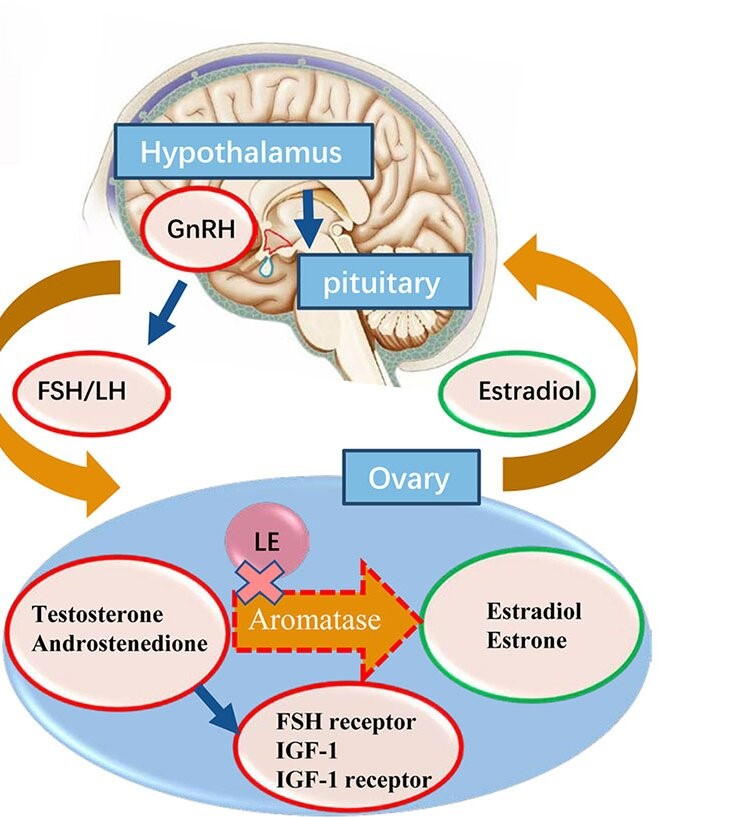 Hypothalamus
GnRH
pituitary
FSH/LH
Estradiol
Ovary
LE
Testosterone
Androstenedione
Aromatase
Estradiol
Estrone
FSH receptor
IGF-1
IGF-1 receptor